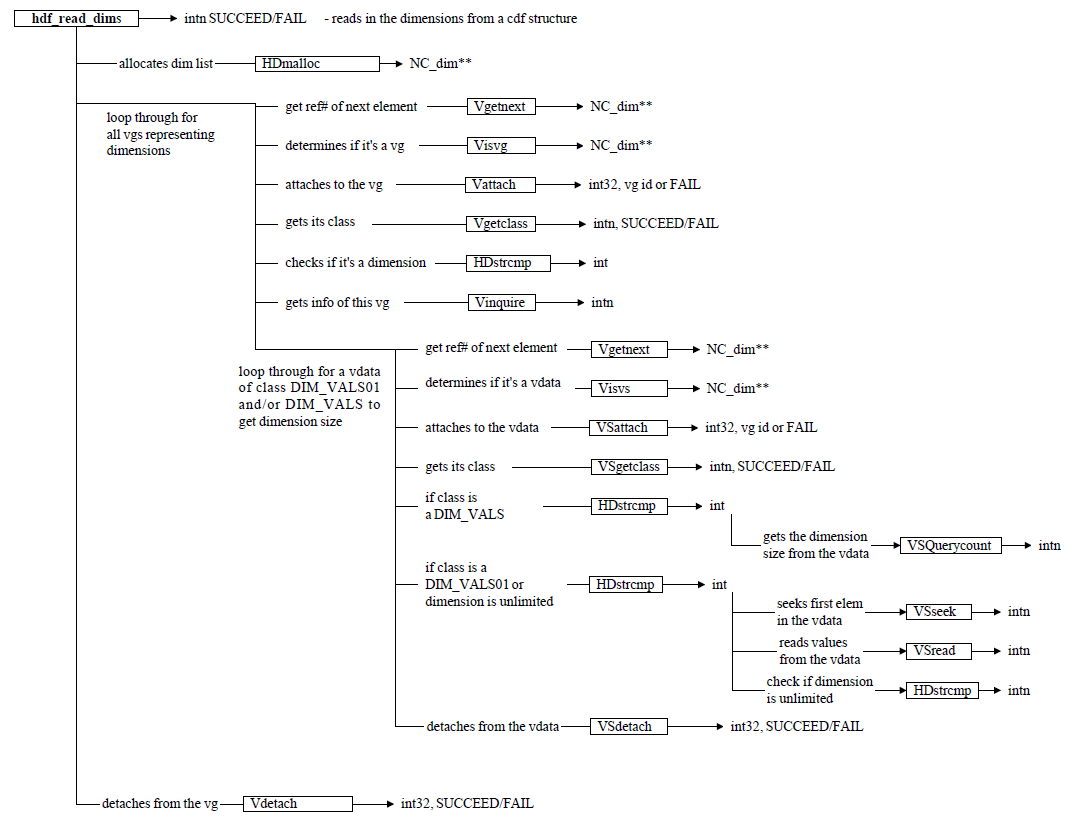 hdf_read_dims intn SUCCEED/FAIL - reads in the dimensions from a cdf structure
allocates dim list HDmalloc NC_dim**
loop through for
all vgs representing
dimensions
get ref# of next element Vgetnext NC_dim**
determines if it's a vg Visvg NC_dim**
attaches to the vg Vattach int32, vg id or FAIL
gets its class Vgetclass intn, SUCCEED/FAIL
checks if it's a dimension HDstrcmp int
gets info of this vg Vinquire intn
loop through for a vdata
of class DIM_VALS01
and/or DIM_VALS to
get dimension size
get ref# of next element Vgetnext NC_dim**
determines if it's a vdata Visvs NC_dim**
attaches to the vdata VSattach int32, vg id or FAIL
gets its class VSgetclass intn, SUCCEED/FAIL
if class is
a DIM_VALS HDstrcmp int
gets the dimension
size from the vdata VSQuerycount intn
if class is a
DIM_VALS01 or
dimension is unlimited HDstrcmp int
seeks first elem
in the vdata VSseek intn
reads values
from the vdata VSread intn
check if dimension
is unlimited HDstrcmp intn
detaches from the vdata VSdetach int32, SUCCEED/FAIL
detaches from the vg Vdetach int32, SUCCEED/FAIL